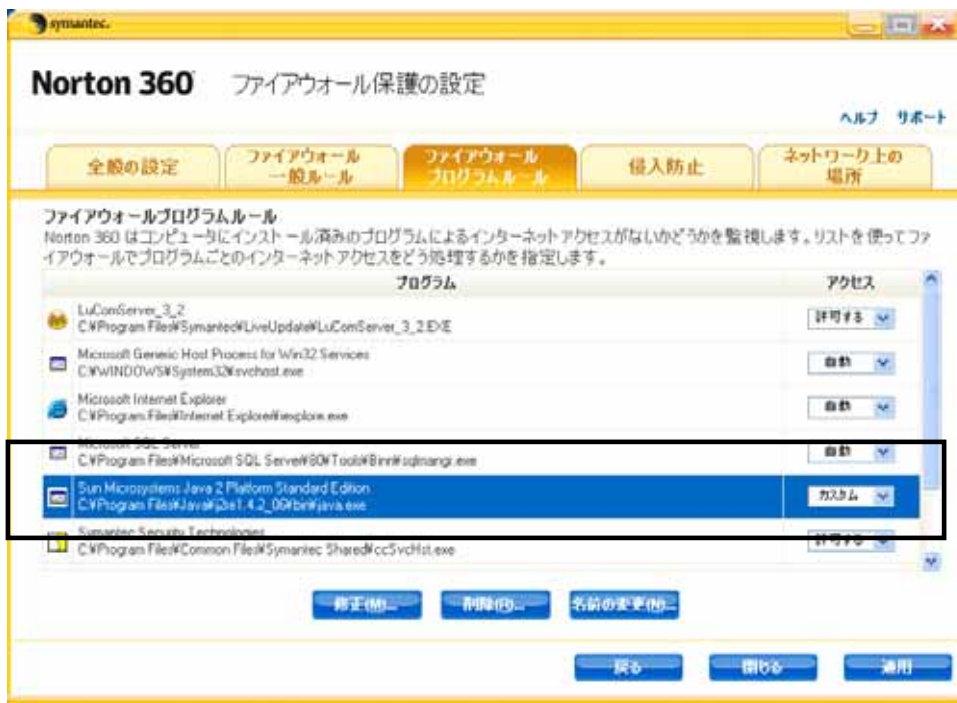 symantec.
Norton 360 ファイアウォール保護の設定
ヘルプ サポート
全般の設定
ファイアウォール
一般ルール
ファイアウォール
プログラムルール
侵入防止
ネットワーク上の
場所
ファイアウォールプログラムルール
Norton 360 はコンピュータにインストール済みのプログラムによるインターネットアクセスがないかどうかを監視します。リストを使ってファ
イアウォールでプログラムごとのインターネットアクセスをどう処理するかを指定します。
プログラム アクセス
LuComServer_3_2
C:¥Program Files¥Symantec¥LiveUpdate¥LuComServer_3_2.EXE
許可する
Microsoft Generic Host Process for Win32 Services
C:¥WINDOWS¥System32¥svchost.exe
自動
Microsoft Internet Explorer
C:¥Program Files¥Internet Explorer¥iexplore.exe
自動
Microsoft SQL Server
C:¥Program Files¥Microsoft SQL Server¥80¥Tools¥Binn¥sqlmangr.exe
自動
Sun Microsystems Java 2 Platform Standard Edition
C:¥Program Files¥Java¥j2re1.4.2_06¥bin¥java.exe
カスタム
Symantec Security Technologies
C:¥Program Files¥Common Files¥Symantec Shared¥ccSvcHst.exe
許可する
修正(M)... 削除(R)... 名前の変更(N)...
戻る 閉じる 適用